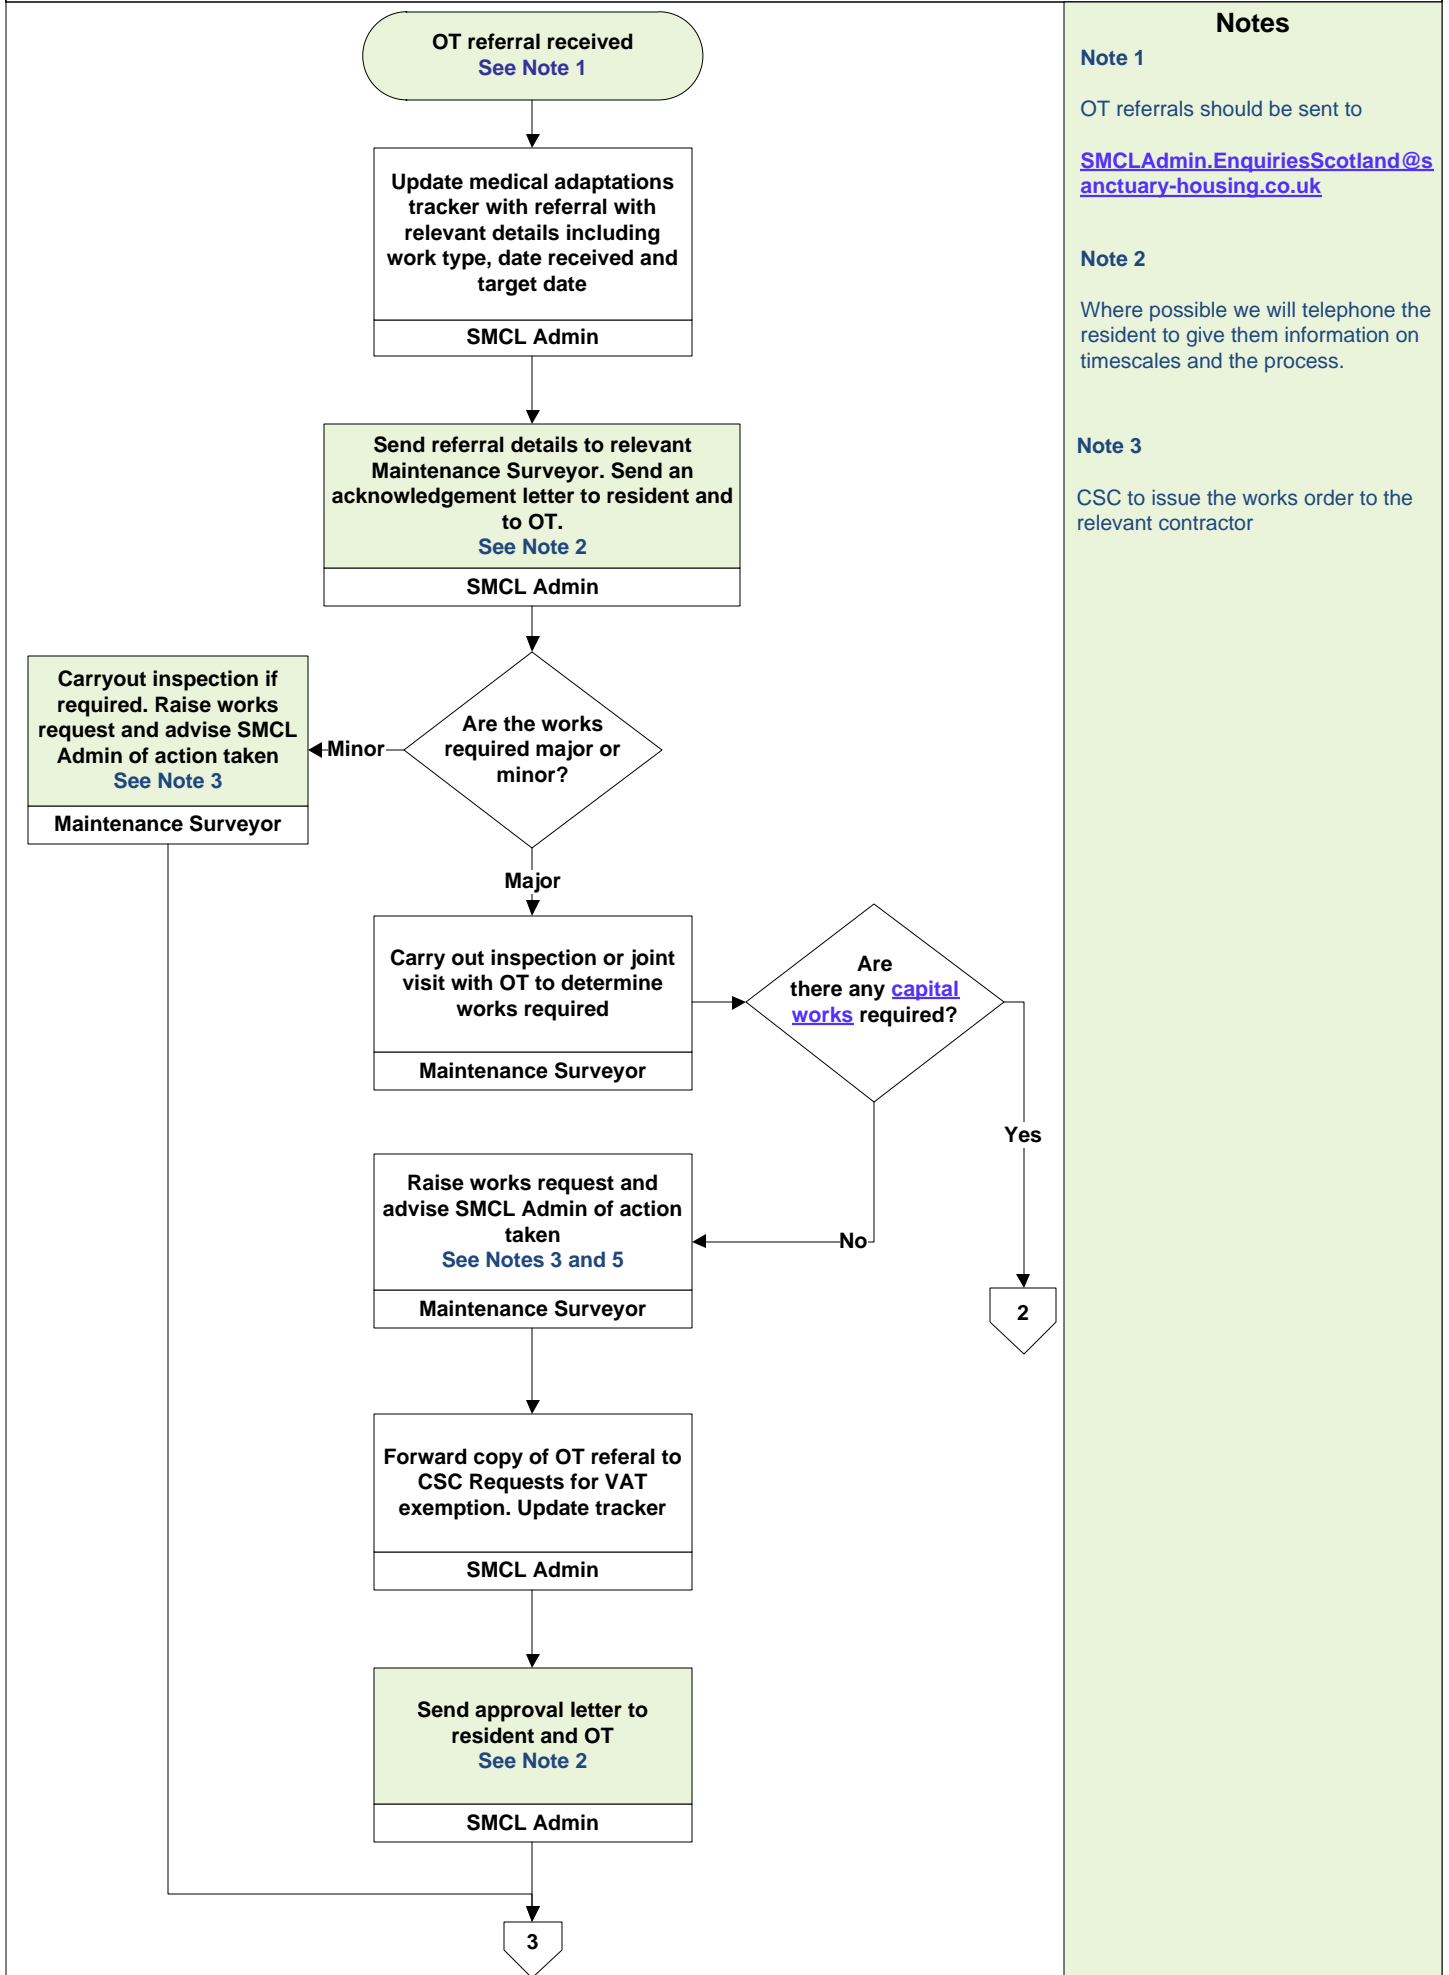 OT referral received
See Note 1
Update medical adaptations
tracker with referral with
relevant details including
work type, date received and
target date
SMCL Admin
Send referral details to relevant
Maintenance Surveyor. Send an
acknowledgement letter to resident and
to OT.
See Note 2
SMCL Admin
Are the works
required major or
minor?
Minor
Carryout inspection if
required. Raise works
request and advise SMCL
Admin of action taken
See Note 3
Maintenance Surveyor
Major
Carry out inspection or joint
visit with OT to determine
works required
Maintenance Surveyor
Are
there any capital
works required?
Yes
2
No
Raise works request and
advise SMCL Admin of action
taken
See Notes 3 and 5
Maintenance Surveyor
Forward copy of OT referal to
CSC Requests for VAT
exemption. Update tracker
SMCL Admin
Send approval letter to
resident and OT
See Note 2
SMCL Admin
3
Notes
Note 1
OT referrals should be sent to
SMCLAdmin.EnquiriesScotland@s
anctuary-housing.co.uk
Note 2
Where possible we will telephone the
resident to give them information on
timescales and the process.
Note 3
CSC to issue the works order to the
relevant contractor